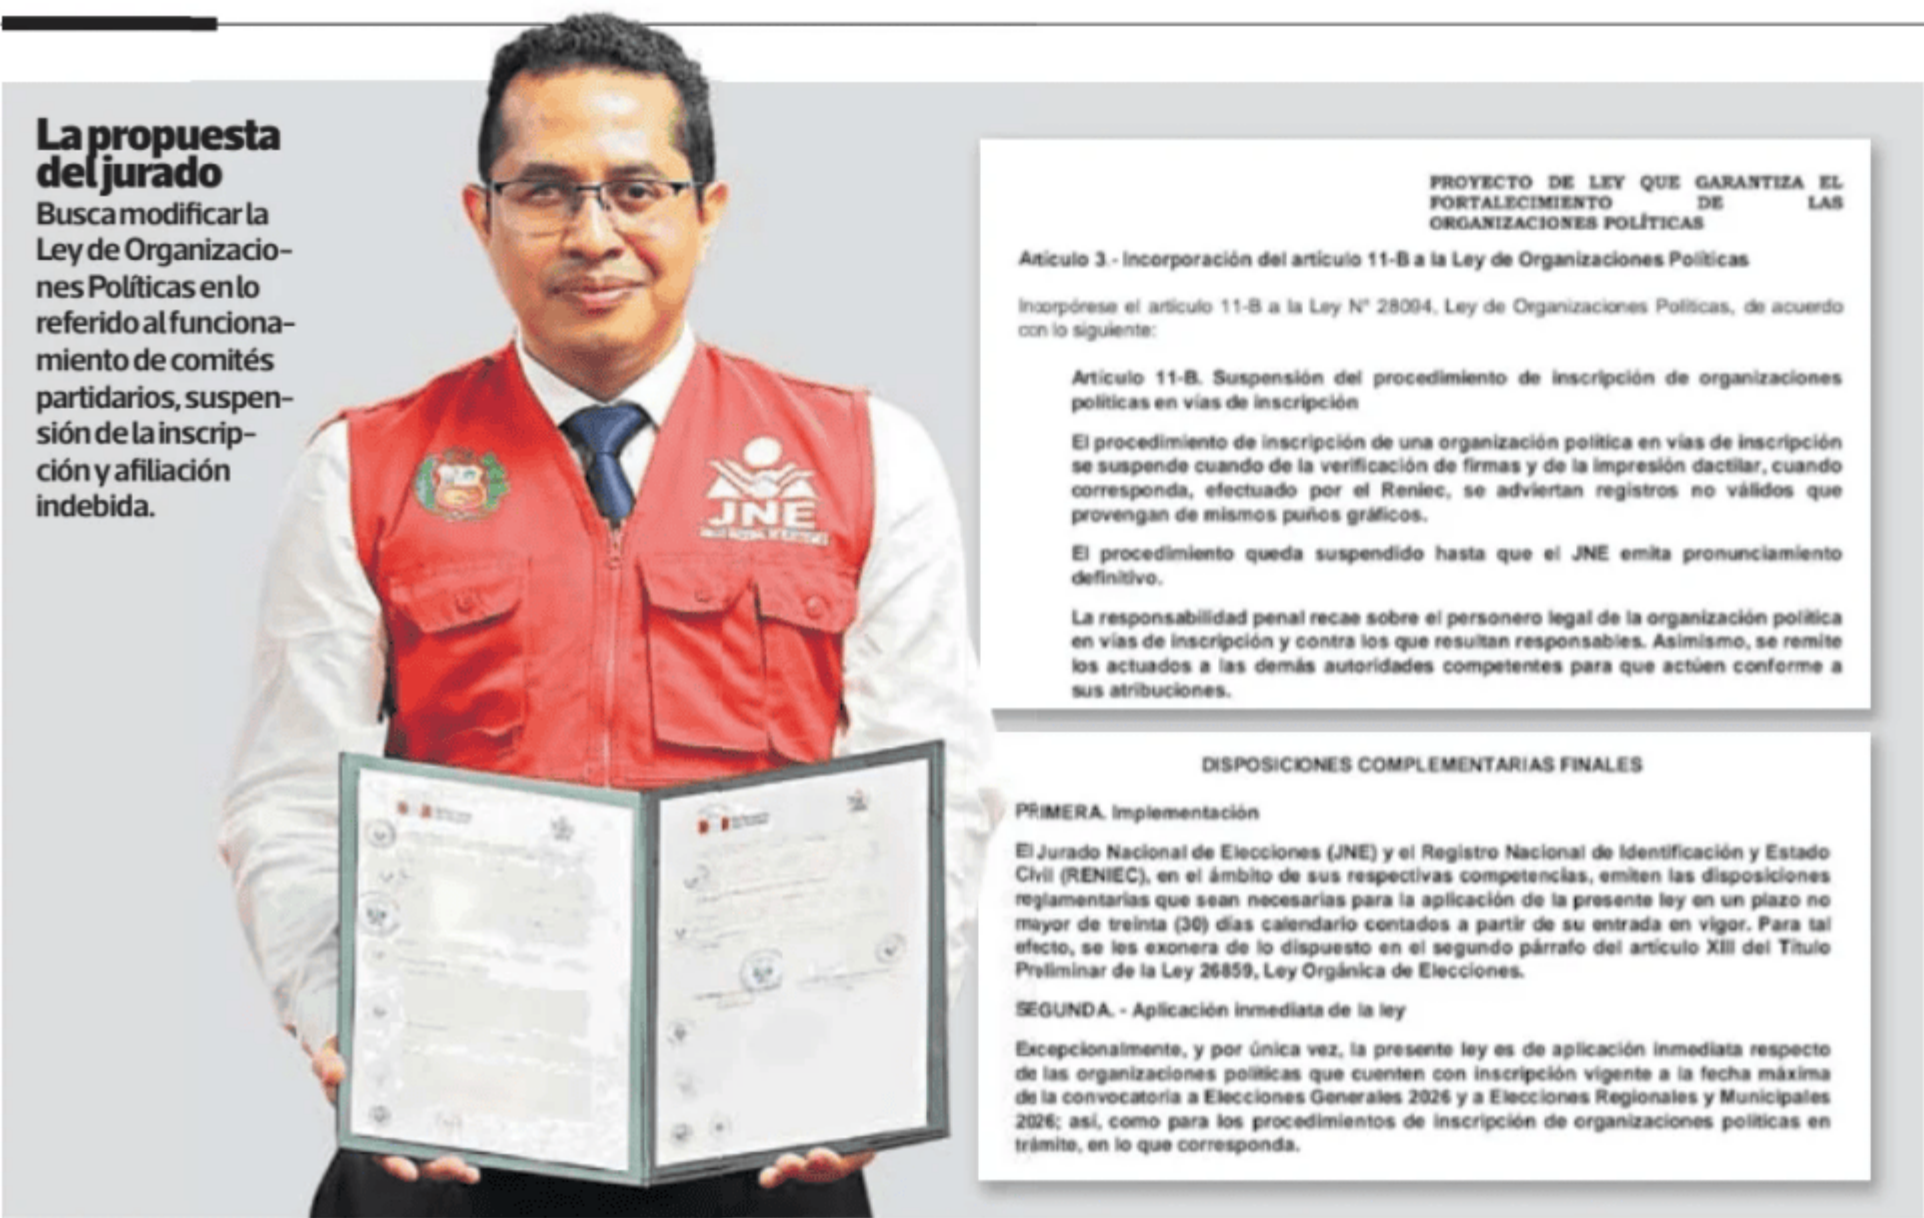 La propuesta
del jurado
Busca modificar la
Ley de Organizacio-
nes Políticas en lo
referido al funciona-
miento de comités
partidarios, suspen-
sión de la inscrip-
ción y afiliación
indebida.
JNE
PROYECTO DE LEY QUE GARANTIZA EL
FORTALECIMIENTO DE LAS
ORGANIZACIONES POLÍTICAS
Artículo 3.- Incorporación del artículo 11-B a la Ley de Organizaciones Políticas
Incorpórese el artículo 11-B a la Ley N° 28094, Ley de Organizaciones Políticas, de acuerdo
con lo siguiente:
Artículo 11-B. Suspensión del procedimiento de inscripción de organizaciones
políticas en vías de inscripción
El procedimiento de inscripción de una organización política en vías de inscripción
se suspende cuando de la verificación de firmas y de la impresión dactilar, cuando
corresponda, efectuado por el Reniec, se adviertan registros no válidos que
provengan de mismos puños gráficos.
El procedimiento queda suspendido hasta que el JNE emita pronunciamiento
definitivo.
La responsabilidad penal recae sobre el personero legal de la organización política
en vías de inscripción y contra los que resultan responsables. Asimismo, se remite
los actuados a las demás autoridades competentes para que actúen conforme a
sus atribuciones.
DISPOSICIONES COMPLEMENTARIAS FINALES
PRIMERA. Implementación
El Jurado Nacional de Elecciones (JNE) y el Registro Nacional de Identificación y Estado
Civil (RENIEC), en el ámbito de sus respectivas competencias, emiten las disposiciones
reglamentarias que sean necesarias para la aplicación de la presente ley en un plazo no
mayor de treinta (30) días calendario contados a partir de su entrada en vigor. Para tal
efecto, se les exonera de lo dispuesto en el segundo párrafo del artículo XIII del Título
Preliminar de la Ley 26859, Ley Orgánica de Elecciones.
SEGUNDA. - Aplicación inmediata de la ley
Excepcionalmente, y por única vez, la presente ley es de aplicación inmediata respecto
de las organizaciones políticas que cuenten con inscripción vigente a la fecha máxima
de la convocatoria a Elecciones Generales 2026 y a Elecciones Regionales y Municipales
2026; así, como para los procedimientos de inscripción de organizaciones políticas en
trámite, en lo que corresponda.